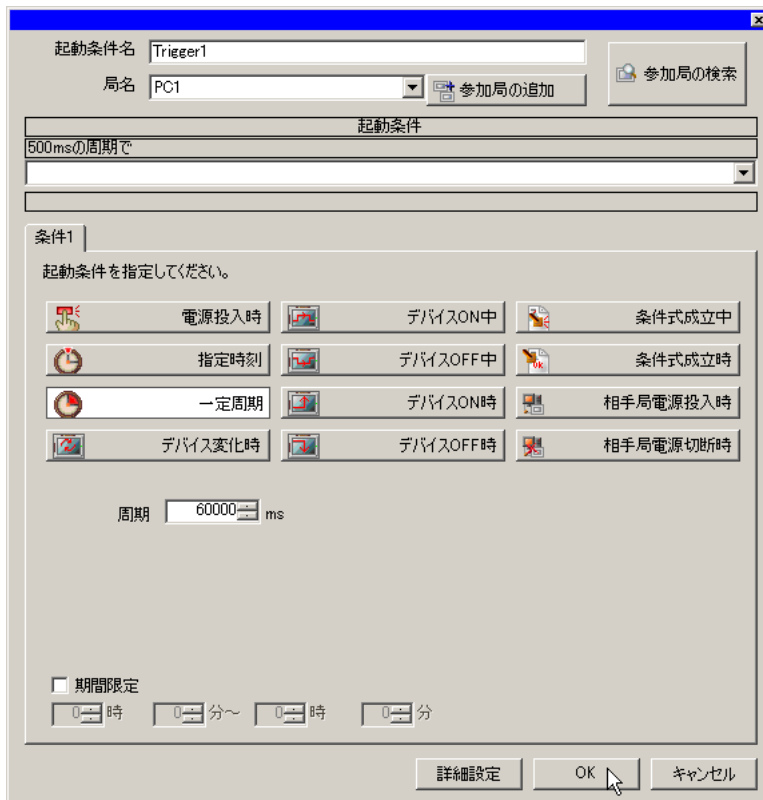 起動条件名 Trigger1
参加局の検索
局名 PC1 参加局の追加
起動条件
500msの周期で
条件1
起動条件を指定してください。
電源投入時 デバイスON中 条件式成立中
指定時刻 デバイスOFF中 条件式成立時
一定周期 デバイスON時 相手局電源投入時
デバイス変化時 デバイスOFF時 相手局電源切断時
周期 60000 ms
期間限定
0 時 0 分～ 0 時 0 分
詳細設定 OK キャンセル